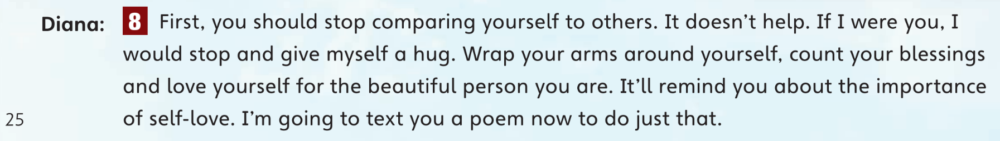 Diana: 8 First, you should stop comparing yourself to others. It doesn't help. If I were you, I
would stop and give myself a hug. Wrap your arms around yourself, count your blessings
and love yourself for the beautiful person you are. It'll remind you about the importance
25 of self-love. I'm going to text you a poem now to do just that.